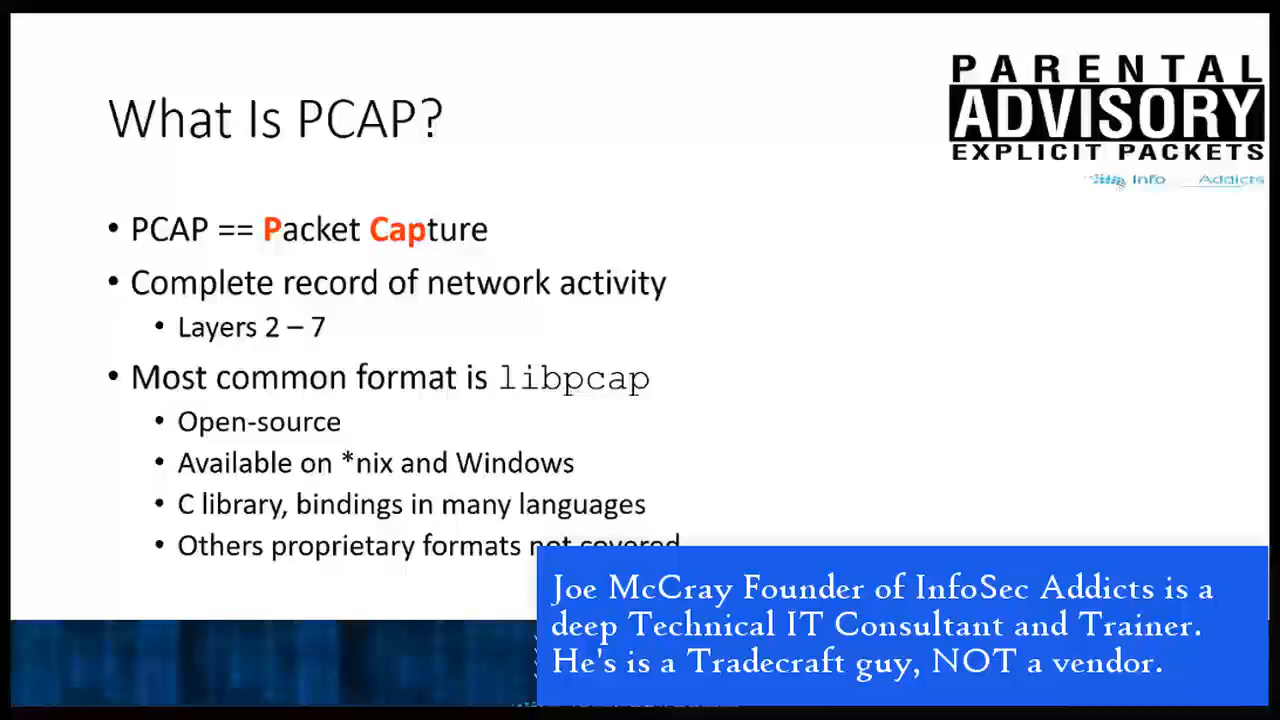 PARENTAL
ADVISORY
EXPLICIT PACKETS
Info Addicts
What Is PCAP?
• PCAP == Packet Capture
• Complete record of network activity
• Layers 2 – 7
• Most common format is libpcap
• Open-source
• Available on *nix and Windows
• C library, bindings in many languages
• Others proprietary formats not covered
Joe McCray Founder of InfoSec Addicts is a
deep Technical IT Consultant and Trainer.
He's is a Tradecraft guy, NOT a vendor.